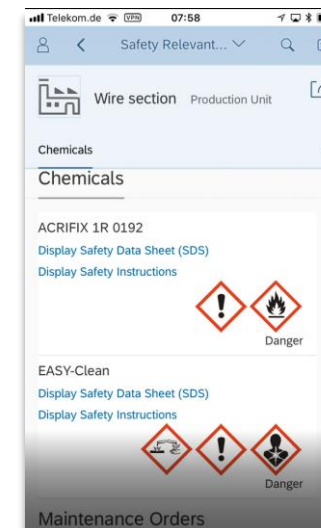 Telekom.de VPN 07:58
Safety Relevant...
Wire section Production Unit
Chemicals
Chemicals
ACRIFIX 1R 0192
Display Safety Data Sheet (SDS)
Display Safety Instructions
Danger
EASY-Clean
Display Safety Data Sheet (SDS)
Display Safety Instructions
Danger
Maintenance Orders